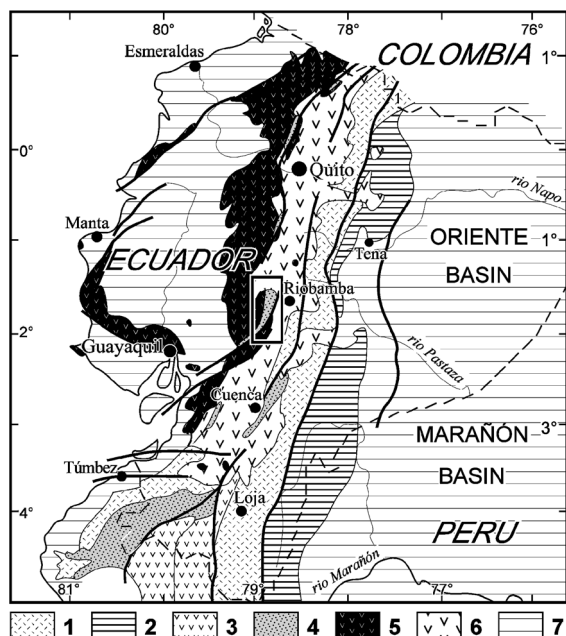 80°
78°
Esmeraldas
COLOMBIA
1°
0°
Quito
rio Napo
Manta
1°
ORIENTE
Tena
ECUADOR
BASIN
Riobamba
2°
Guayaquil
rio Pastaza
Cuenca
3°
MARAÑÓN
Túmbez
BASIN
Loja
4°
PERU
rio Marañón
81°
79°
77°
1 2 3 4 5 6 7